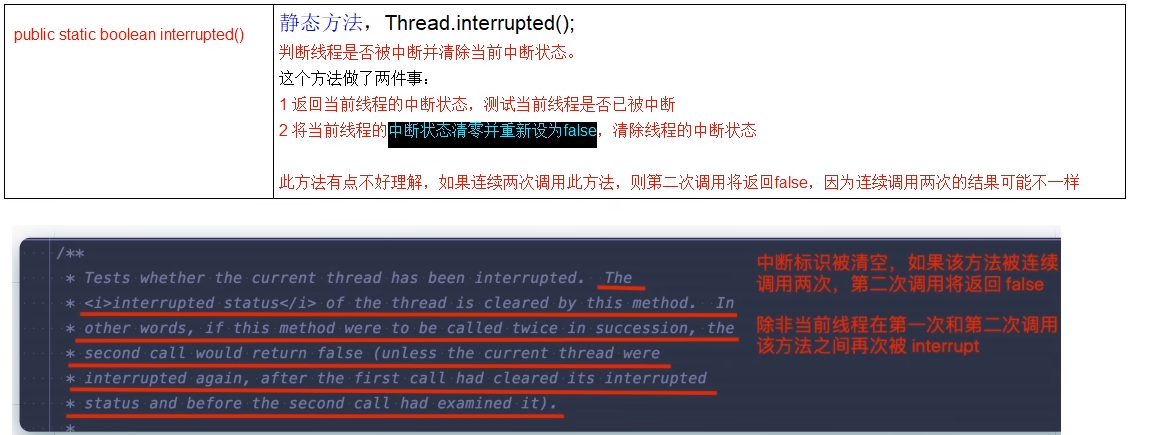 public static boolean interrupted()
静态方法，Thread.interrupted();
判断线程是否被中断并清除当前中断状态。
这个方法做了两件事：
1 返回当前线程的中断状态，测试当前线程是否已被中断
2 将当前线程的中断状态清零并重新设为false，清除线程的中断状态
此方法有点不好理解，如果连续两次调用此方法，则第二次调用将返回false，因为连续调用两次的结果可能不一样
/**
* Tests whether the current thread has been interrupted. The
* <i>interrupted status</i> of the thread is cleared by this method. In
* other words, if this method were to be called twice in succession, the
* second call would return false (unless the current thread were
* interrupted again, after the first call had cleared its interrupted
* status and before the second call had examined it).
*
中断标识被清空，如果该方法被连续
调用两次，第二次调用将返回 false
除非当前线程在第一次和第二次调用
该方法之间再次被 interrupt